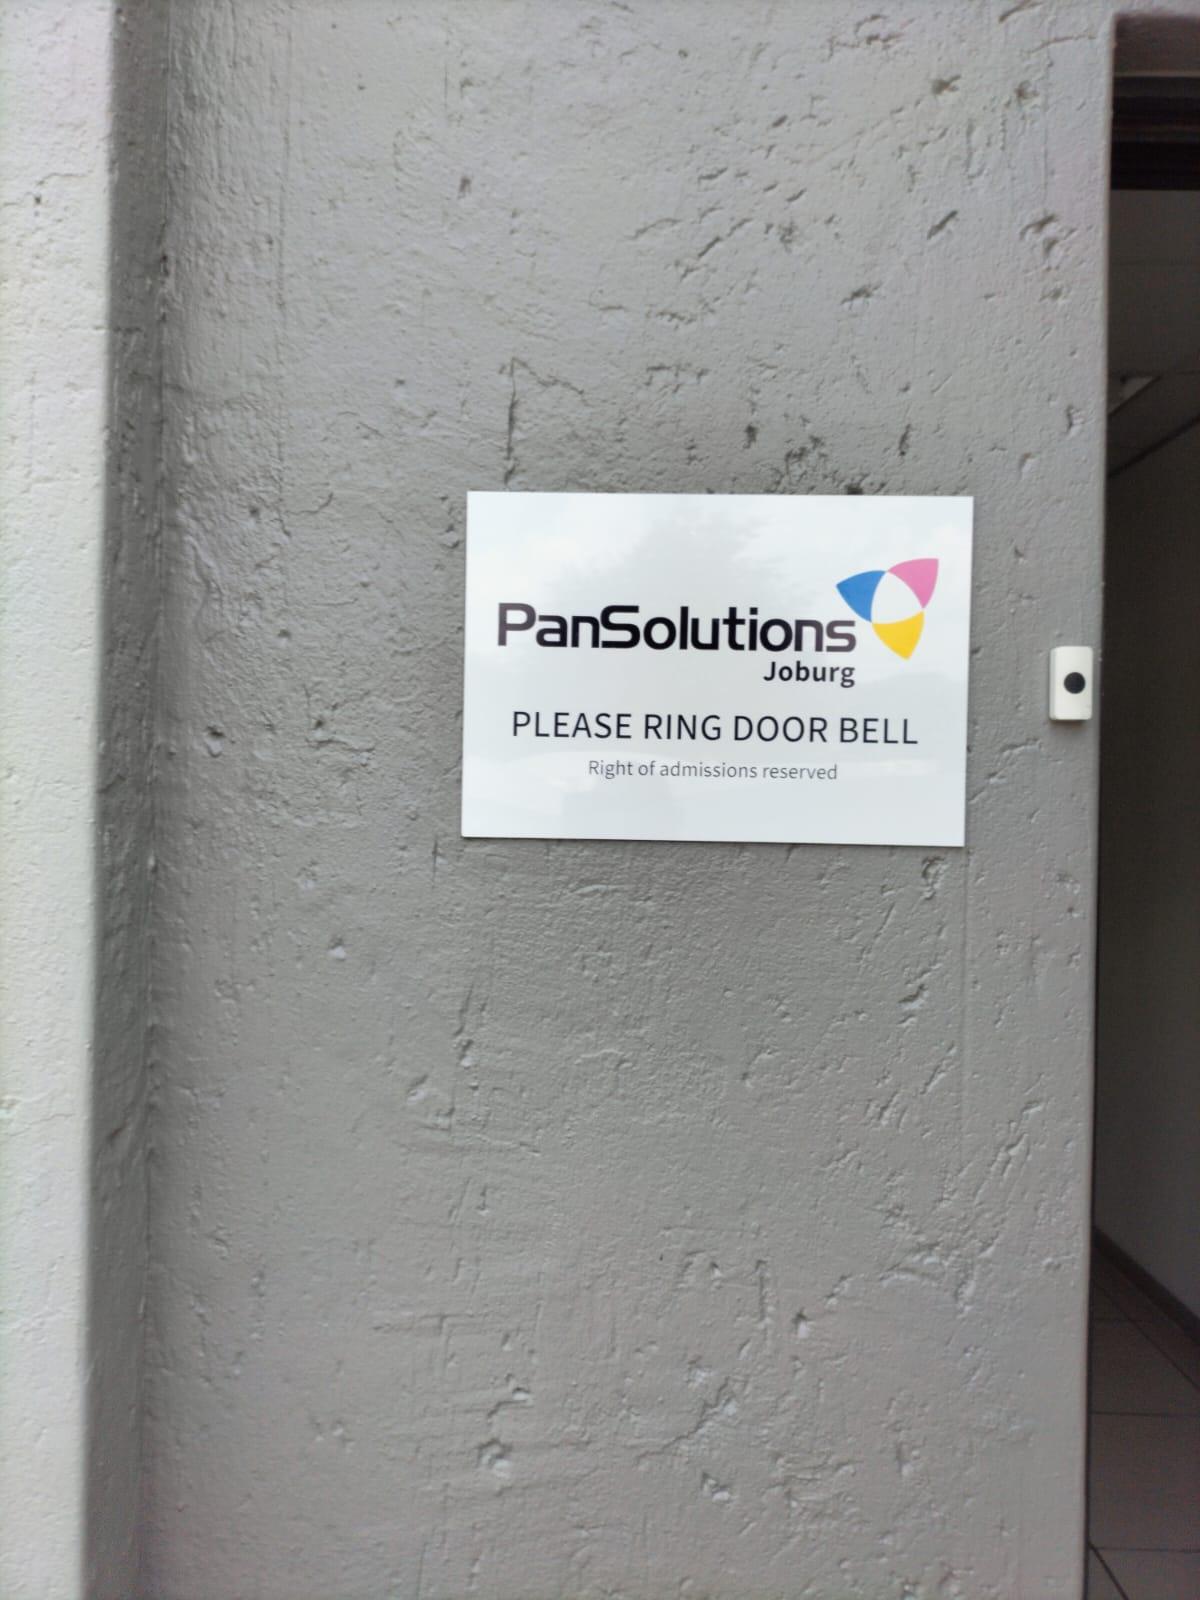 PanSolutions
Joburg
PLEASE RING DOOR BELL
Right of admissions reserved